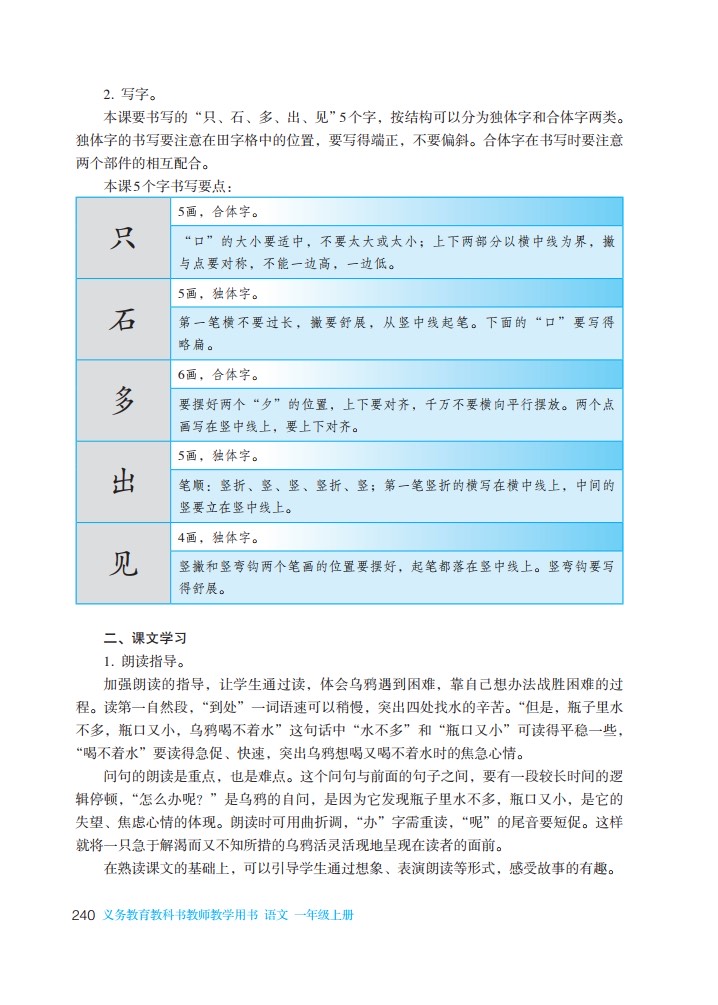 2. 写字。
本课要书写的“只、石、多、出、见”5个字，按结构可以分为独体字和合体字两类。
独体字的书写要注意在田字格中的位置，要写得端正，不要偏斜。合体字在书写时要注意
两个部件的相互配合。
本课5个字书写要点：
只
5画，合体字。
“口”的大小要适中，不要太大或太小；上下两部分以横中线为界，撇
与点要对称，不能一边高，一边低。
石
5画，独体字。
第一笔横不要过长，撇要舒展，从竖中线起笔。下面的“口”要写得
略扁。
多
6画，合体字。
要摆好两个“夕”的位置，上下要对齐，千万不要横向平行摆放。两个点
画写在竖中线上，要上下对齐。
出
5画，独体字。
笔顺：竖折、竖、竖、竖折、竖；第一笔竖折的横写在横中线上，中间的
竖要立在竖中线上。
见
4画，独体字。
竖撇和竖弯钩两个笔画的位置要摆好，起笔都落在竖中线上。竖弯钩要写
得舒展。
二、课文学习
1. 朗读指导。
加强朗读的指导，让学生通过读，体会乌鸦遇到困难，靠自己想办法战胜困难的过
程。读第一自然段，“到处”一词语速可以稍慢，突出四处找水的辛苦。“但是，瓶子里水
不多，瓶口又小，乌鸦喝不着水”这句话中“水不多”和“瓶口又小”可读得平稳一些，
“喝不着水”要读得急促、快速，突出乌鸦想喝又喝不着水时的焦急心情。
问句的朗读是重点，也是难点。这个问句与前面的句子之间，要有一段较长时间的逻
辑停顿，“怎么办呢？”是乌鸦的自问，是因为它发现瓶子里水不多，瓶口又小，是它的
失望、焦虑心情的体现。朗读时可用曲折调，“办”字需重读，“呢”的尾音要短促。这样
就将一只急于解渴而又不知所措的乌鸦活灵活现地呈现在读者的面前。
在熟读课文的基础上，可以引导学生通过想象、表演朗读等形式，感受故事的有趣。
240 义务教育教科书教师教学用书 语文 一年级上册